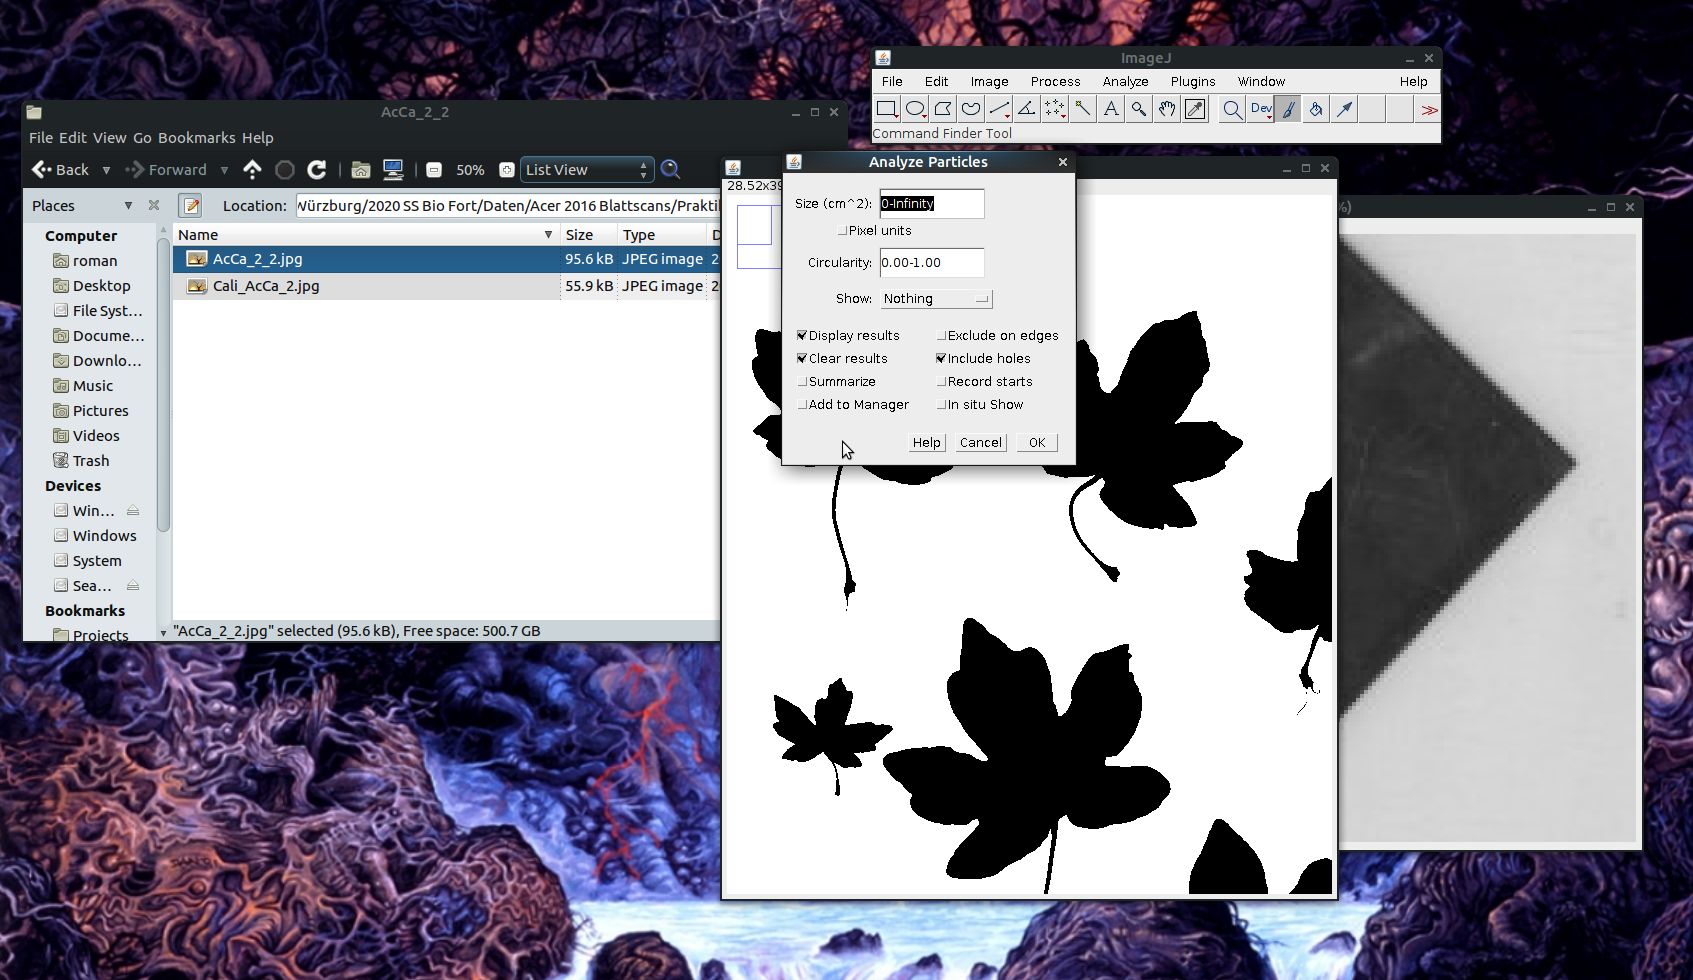 ImageJ
File Edit Image Process Analyze Plugins Window Help
Dev
Command Finder Tool
AcCa_2_2
File Edit View Go Bookmarks Help
Back Forward 50% List View
Places Location: Würzburg/2020 SS Bio Fort/Daten/Acer 2016 Blattscans/Prakti
Computer
roman
Desktop
File Syst...
Docume...
Downlo...
Music
Pictures
Videos
Trash
Devices
Win...
Windows
System
Sea...
Bookmarks
Projects
Name Size Type D
AcCa_2_2.jpg 95.6 kB JPEG image 2
Cali_AcCa_2.jpg 55.9 kB JPEG image 2
"AcCa_2_2.jpg" selected (95.6 kB), Free space: 500.7 GB
28.52x39
%)
Analyze Particles
Size (cm^2): 0-Infinity
Pixel units
Circularity: 0.00-1.00
Show: Nothing
Display results Exclude on edges
Clear results Include holes
Summarize Record starts
Add to Manager In situ Show
Help Cancel OK